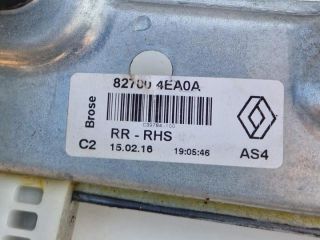 82700 4EA0A
Brose
RR - RHS
C2 15.02.16 19:05:46 AS4